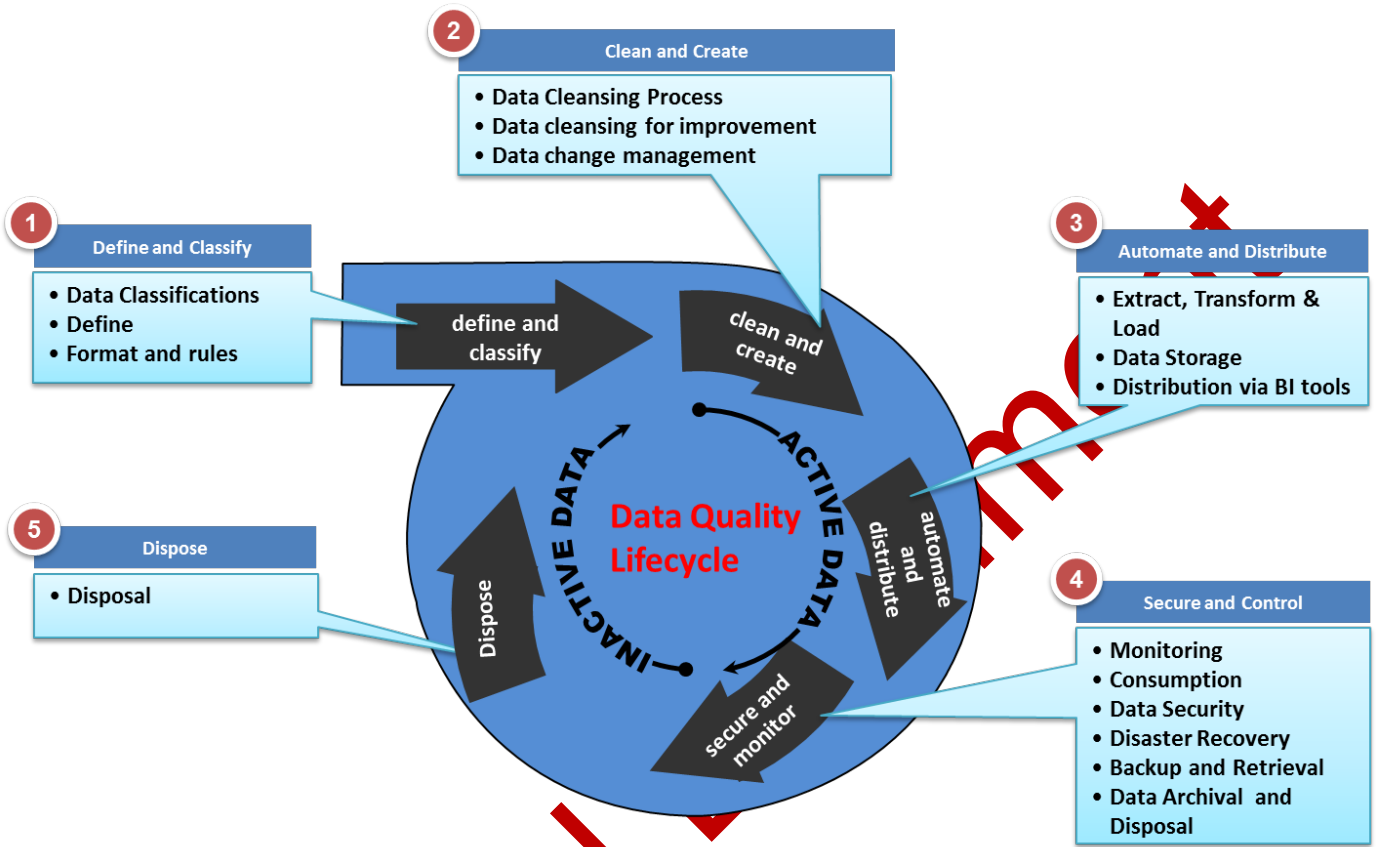 2
Clean and Create
• Data Cleansing Process
• Data cleansing for improvement
• Data change management
1
Define and Classify
• Data Classifications
• Define
• Format and rules
3
Automate and Distribute
• Extract, Transform &
Load
• Data Storage
• Distribution via BI tools
define and
classify
clean and
create
automate
and
distribute
secure and
monitor
Dispose
ACTIVE DATA
INACTIVE DATA
Data Quality
Lifecycle
5
Dispose
• Disposal
4
Secure and Control
• Monitoring
• Consumption
• Data Security
• Disaster Recovery
• Backup and Retrieval
• Data Archival and
Disposal